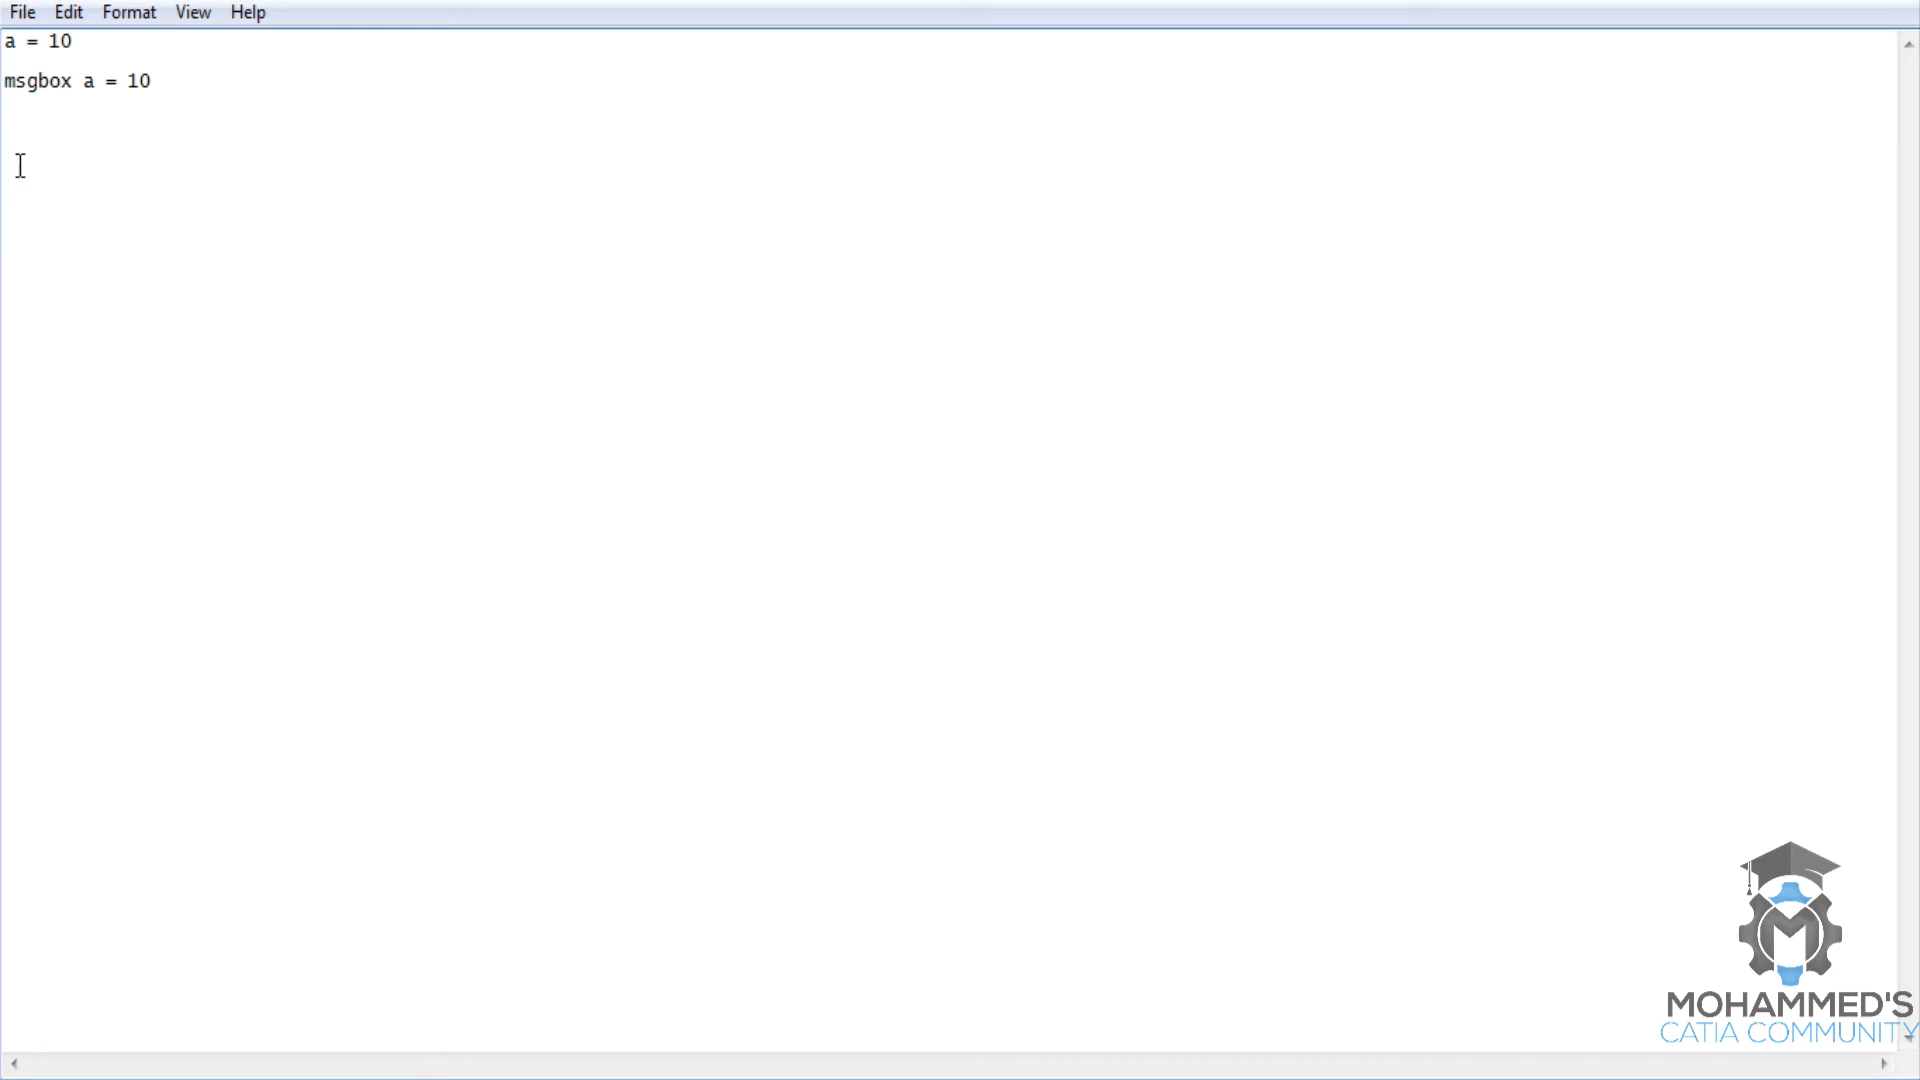 File Edit Format View Help
a = 10
msgbox a = 10
MOHAMMED'S
CATIA COMMUNITY